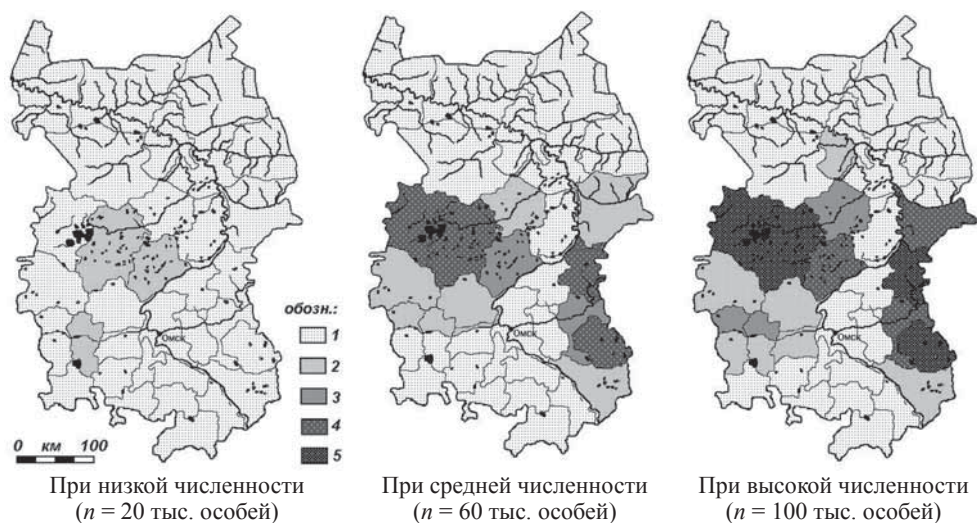 обозн.:
1
2
3
4
5
0 км 100
Омск
Омск
Омск
При низкой численности
(n = 20 тыс. особей)
При средней численности
(n = 60 тыс. особей)
При высокой численности
(n = 100 тыс. особей)